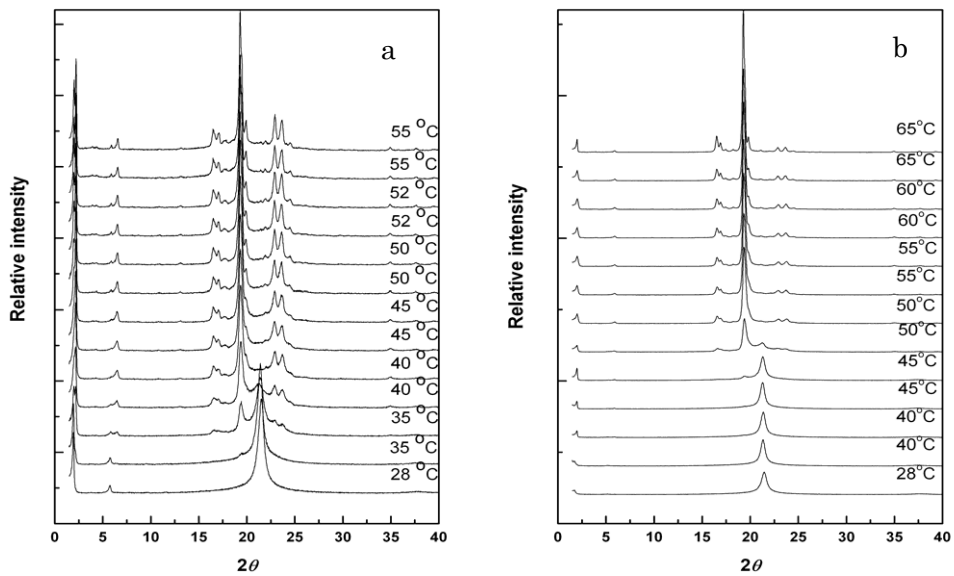 a
Relative intensity
55 °C
55 °C
52 °C
52 °C
50 °C
50 °C
45 °C
45 °C
40 °C
40 °C
35 °C
35 °C
28 °C
0 5 10 15 20 25 30 35 40
2θ
b
Relative intensity
65°C
65°C
60°C
60°C
55°C
55°C
50°C
50°C
45°C
45°C
40°C
40°C
28°C
0 5 10 15 20 25 30 35 40
2θ